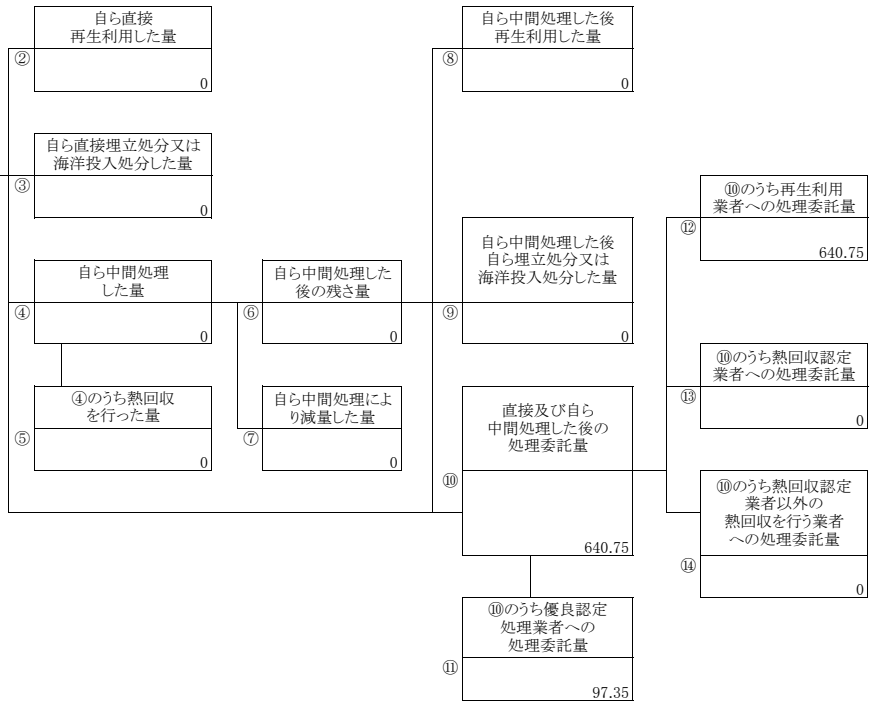 自ら直接
再生利用した量
②
0
自ら直接埋立処分又は
海洋投入処分した量
③
0
自ら中間処理
した量
④
0
④のうち熱回収
を行った量
⑤
0
自ら中間処理した
後の残さ量
⑥
0
自ら中間処理によ
り減量した量
⑦
0
自ら中間処理した後
再生利用した量
⑧
0
自ら中間処理した後
自ら埋立処分又は
海洋投入処分した量
⑨
0
直接及び自ら
中間処理した後の
処理委託量
⑩
640.75
⑩のうち優良認定
処理業者への
処理委託量
⑪
97.35
⑩のうち再生利用
業者への処理委託量
⑫
640.75
⑩のうち熱回収認定
業者への処理委託量
⑬
0
⑩のうち熱回収認定
業者以外の
熱回収を行う業者
への処理委託量
⑭
0